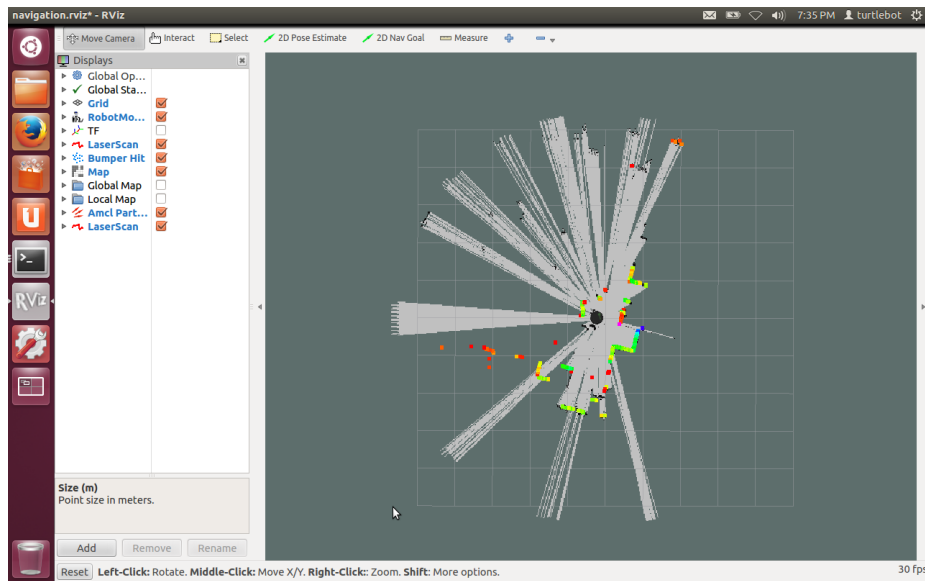 navigation.rviz* - RViz
7:35 PM turtlebot
Move Camera Interact Select 2D Pose Estimate 2D Nav Goal Measure
Displays
Global Op...
Global Sta...
Grid
RobotMo...
TF
LaserScan
Bumper Hit
Map
Global Map
Local Map
Amcl Part...
LaserScan
RViz
Size (m)
Point size in meters.
Add Remove Rename
Reset Left-Click: Rotate. Middle-Click: Move X/Y. Right-Click:: Zoom. Shift: More options.
30 fps